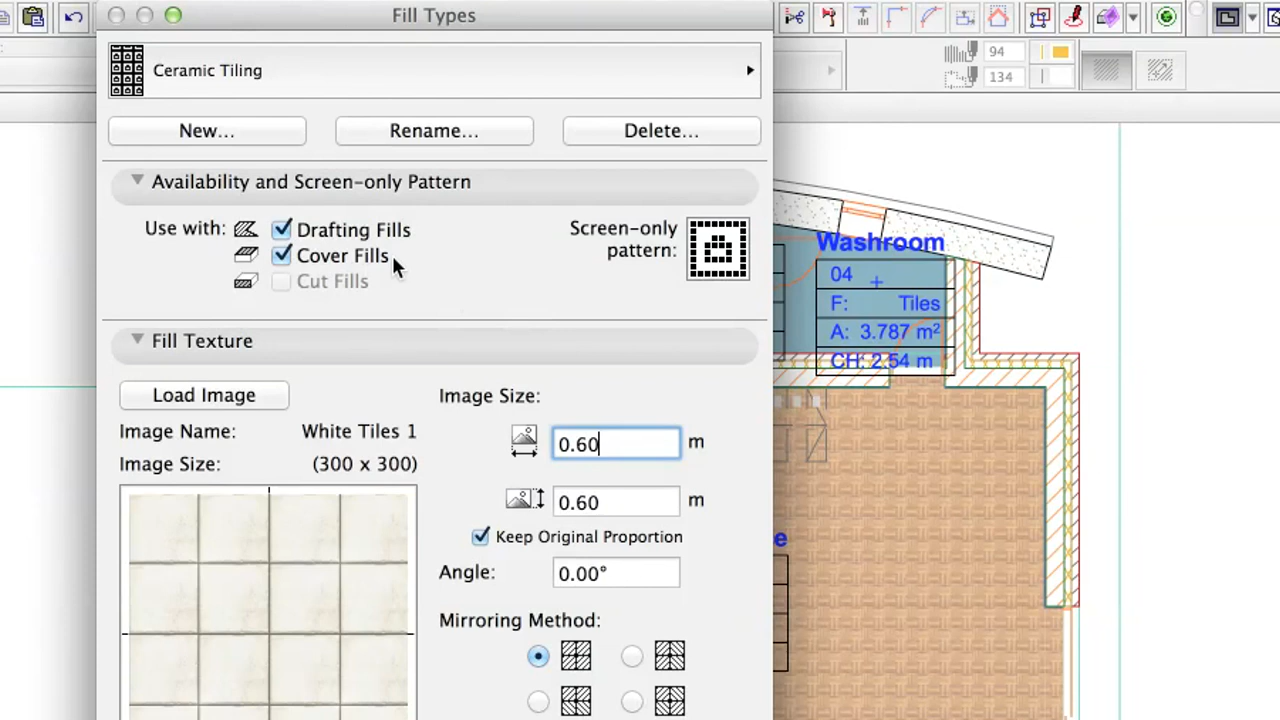 Fill Types
Ceramic Tiling
New...
Rename...
Delete...
Availability and Screen-only Pattern
Use with:
Drafting Fills
Cover Fills
Cut Fills
Screen-only
pattern:
Fill Texture
Load Image
Image Name: White Tiles 1
Image Size: (300 x 300)
Image Size:
0.60 m
0.60 m
Keep Original Proportion
Angle: 0.00°
Mirroring Method:
94
134
Washroom
04
F: Tiles
A: 3.787 m²
CH: 2.54 m
e